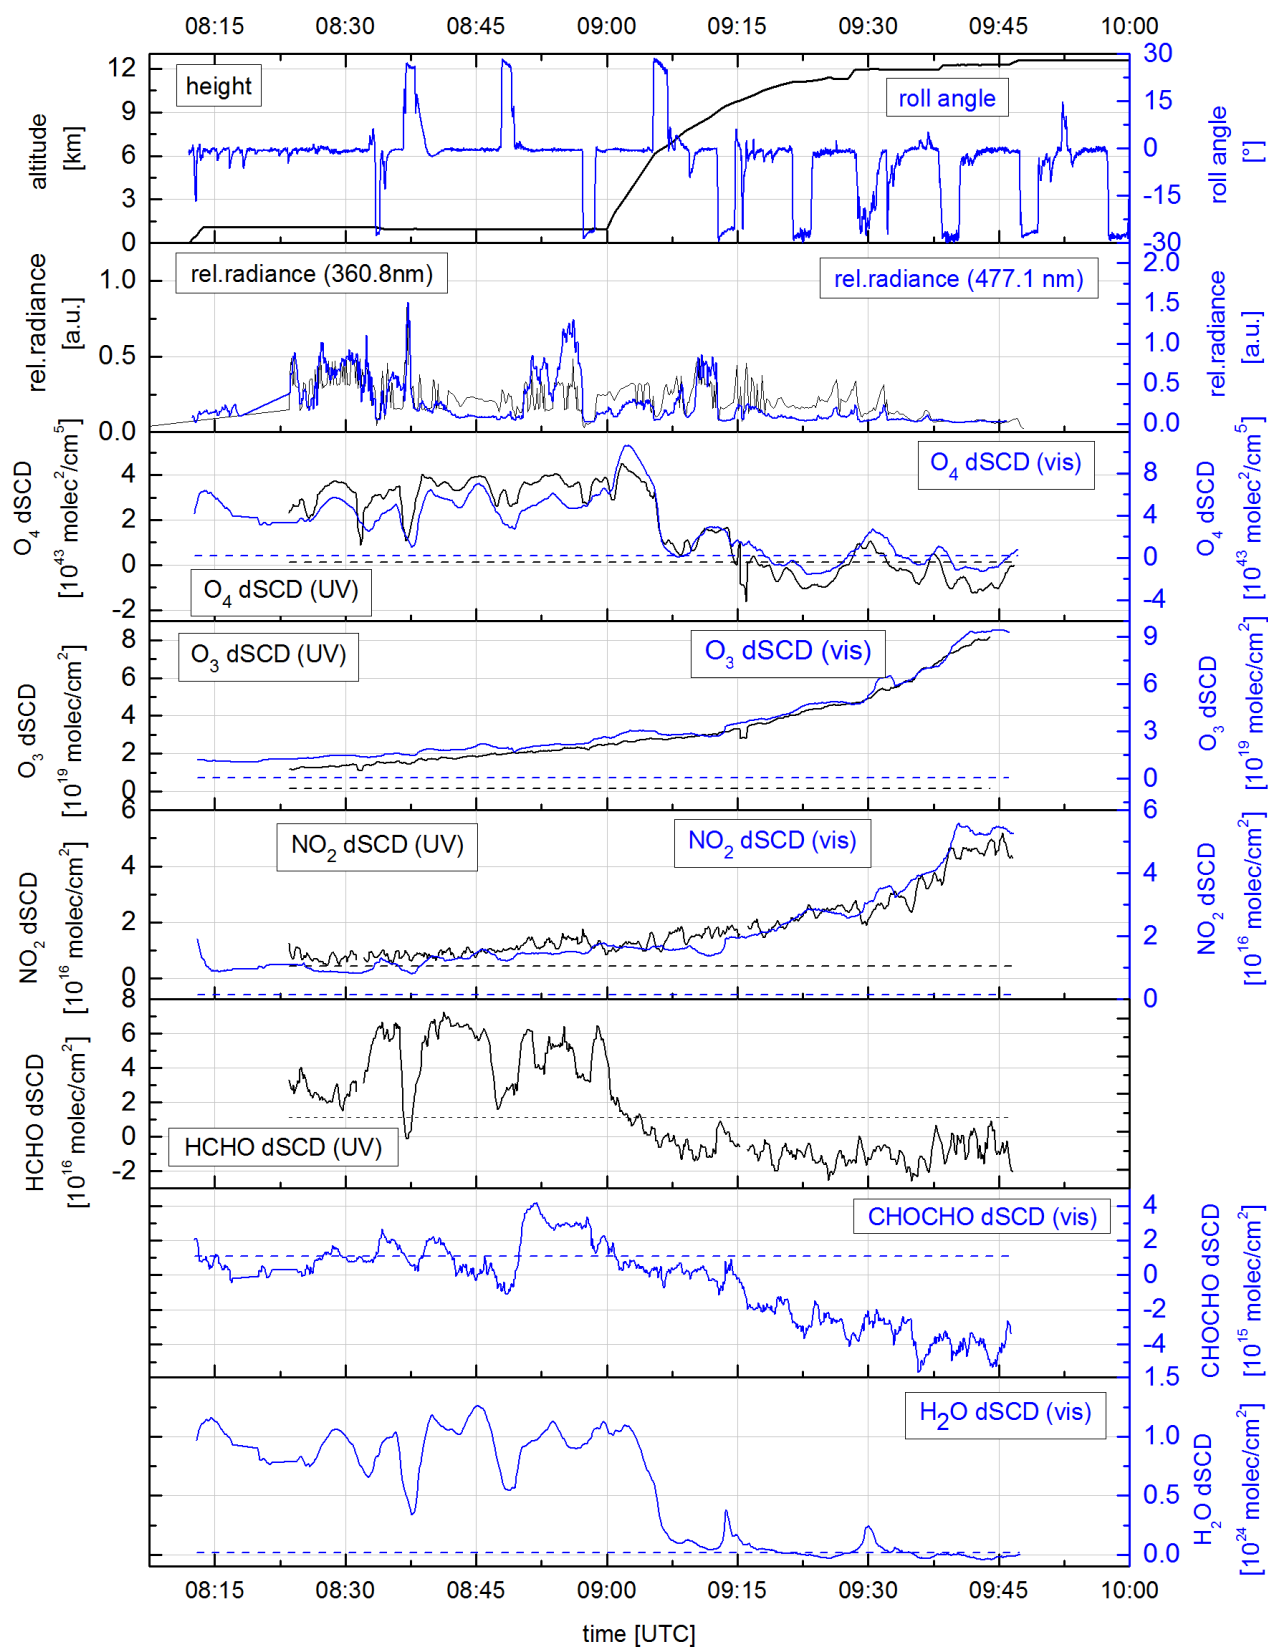 08:15 08:30 08:45 09:00 09:15 09:30 09:45 10:00
altitude
[km]
12
9
6
3
0
height
roll angle
30
15
0
-15
-30
roll angle
[°]
rel.radiance
[a.u.]
1.0
0.5
0.0
rel.radiance (360.8nm)
rel.radiance (477.1 nm)
2.0
1.5
1.0
0.5
0.0
rel.radiance
[a.u.]
O4 dSCD
[10^43 molec^2/cm^5]
4
2
0
-2
O4 dSCD (UV)
O4 dSCD (vis)
8
4
0
-4
O4 dSCD
[10^43 molec^2/cm^5]
O3 dSCD
[10^19 molec/cm^2]
8
6
4
2
0
O3 dSCD (UV)
O3 dSCD (vis)
9
6
3
0
O3 dSCD
[10^19 molec/cm^2]
NO2 dSCD
[10^16 molec/cm^2]
6
4
2
0
NO2 dSCD (UV)
NO2 dSCD (vis)
6
4
2
0
NO2 dSCD
[10^16 molec/cm^2]
HCHO dSCD
[10^16 molec/cm^2]
8
6
4
2
0
-2
HCHO dSCD (UV)
CHOCHO dSCD (vis)
4
2
0
-2
-4
CHOCHO dSCD
[10^15 molec/cm^2]
H2O dSCD (vis)
1.5
1.0
0.5
0.0
H2O dSCD
[10^24 molec/cm^2]
08:15 08:30 08:45 09:00 09:15 09:30 09:45 10:00
time [UTC]